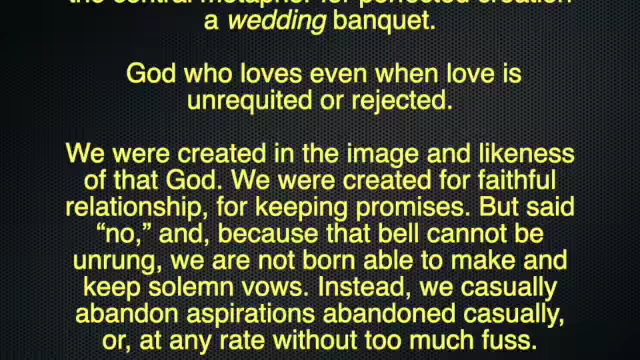 the central metaphor for perfected creation
a wedding banquet.
God who loves even when love is
unrequited or rejected.
We were created in the image and likeness
of that God. We were created for faithful
relationship, for keeping promises. But said
“no,” and, because that bell cannot be
unrung, we are not born able to make and
keep solemn vows. Instead, we casually
abandon aspirations abandoned casually,
or, at any rate without too much fuss.